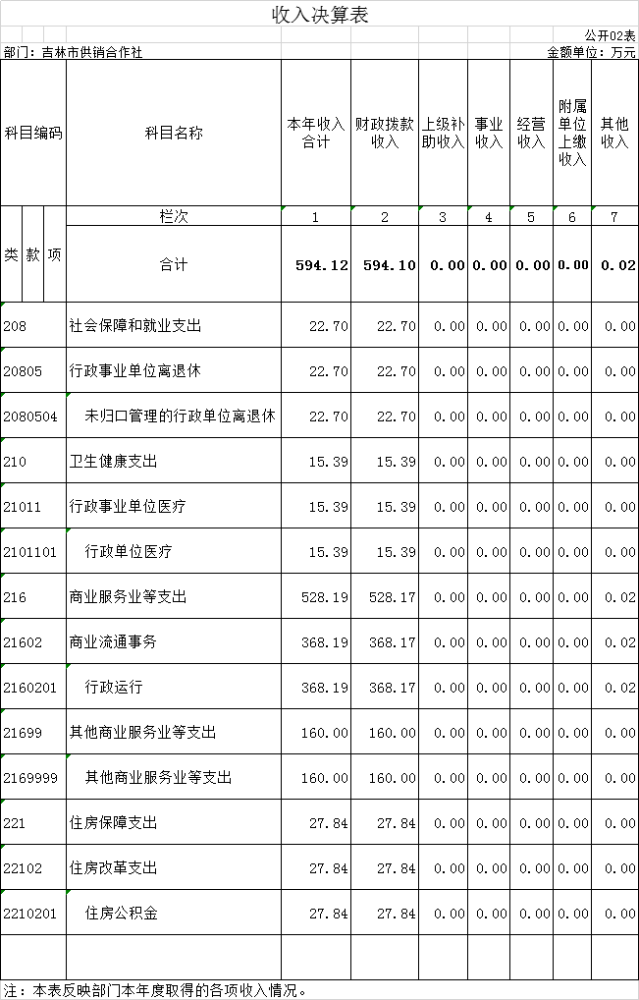 收入决算表
公开02表
部门：吉林市供销合作社 金额单位：万元
科目编码 科目名称 本年收入合计 财政拨款收入 上级补助收入 事业收入 经营收入 附属单位上缴收入 其他收入
类 款 项 栏次 1 2 3 4 5 6 7
合计 594.12 594.10 0.00 0.00 0.00 0.00 0.02
208 社会保障和就业支出 22.70 22.70 0.00 0.00 0.00 0.00 0.00
20805 行政事业单位离退休 22.70 22.70 0.00 0.00 0.00 0.00 0.00
2080504 未归口管理的行政单位离退休 22.70 22.70 0.00 0.00 0.00 0.00 0.00
210 卫生健康支出 15.39 15.39 0.00 0.00 0.00 0.00 0.00
21011 行政事业单位医疗 15.39 15.39 0.00 0.00 0.00 0.00 0.00
2101101 行政单位医疗 15.39 15.39 0.00 0.00 0.00 0.00 0.00
216 商业服务业等支出 528.19 528.17 0.00 0.00 0.00 0.00 0.02
21602 商业流通事务 368.19 368.17 0.00 0.00 0.00 0.00 0.02
2160201 行政运行 368.19 368.17 0.00 0.00 0.00 0.00 0.02
21699 其他商业服务业等支出 160.00 160.00 0.00 0.00 0.00 0.00 0.00
2169999 其他商业服务业等支出 160.00 160.00 0.00 0.00 0.00 0.00 0.00
221 住房保障支出 27.84 27.84 0.00 0.00 0.00 0.00 0.00
22102 住房改革支出 27.84 27.84 0.00 0.00 0.00 0.00 0.00
2210201 住房公积金 27.84 27.84 0.00 0.00 0.00 0.00 0.00
注：本表反映部门本年度取得的各项收入情况。